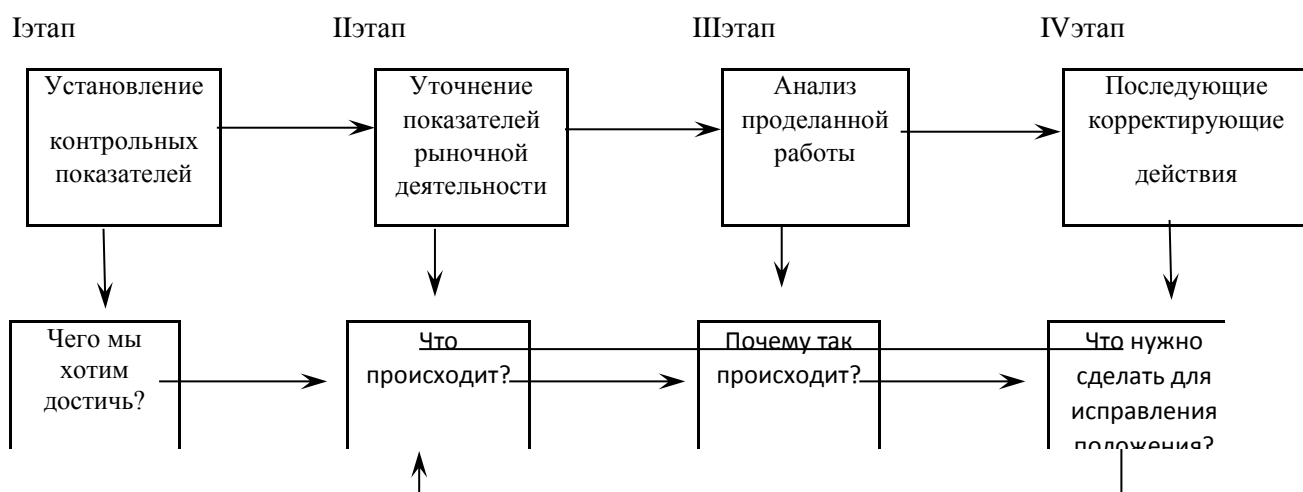 Iэтап
IIэтап
IIIэтап
IVэтап
Установление
контрольных
показателей
Уточнение
показателей
рыночной
деятельности
Анализ
проделанной
работы
Последующие
корректирующие
действия
Чего мы
хотим
достичь?
Что
происходит?
Почему так
происходит?
Что нужно
сделать для
исправления
положения?